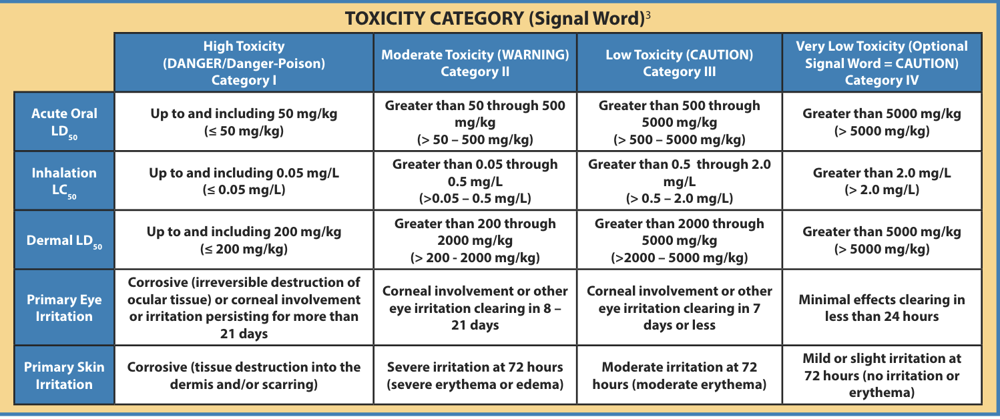 TOXICITY CATEGORY (Signal Word)3
High Toxicity
(DANGER/Danger-Poison)
Category I
Moderate Toxicity (WARNING)
Category II
Low Toxicity (CAUTION)
Category III
Very Low Toxicity (Optional
Signal Word = CAUTION)
Category IV
Acute Oral
LD50
Up to and including 50 mg/kg
(≤ 50 mg/kg)
Greater than 50 through 500
mg/kg
(> 50 – 500 mg/kg)
Greater than 500 through
5000 mg/kg
(> 500 – 5000 mg/kg)
Greater than 5000 mg/kg
(> 5000 mg/kg)
Inhalation
LC50
Up to and including 0.05 mg/L
(≤ 0.05 mg/L)
Greater than 0.05 through
0.5 mg/L
(>0.05 – 0.5 mg/L)
Greater than 0.5 through 2.0
mg/L
(> 0.5 – 2.0 mg/L)
Greater than 2.0 mg/L
(> 2.0 mg/L)
Dermal LD50
Up to and including 200 mg/kg
(≤ 200 mg/kg)
Greater than 200 through
2000 mg/kg
(> 200 - 2000 mg/kg)
Greater than 2000 through
5000 mg/kg
(>2000 – 5000 mg/kg)
Greater than 5000 mg/kg
(> 5000 mg/kg)
Primary Eye
Irritation
Corrosive (irreversible destruction of
ocular tissue) or corneal involvement
or irritation persisting for more than
21 days
Corneal involvement or other
eye irritation clearing in 8 –
21 days
Corneal involvement or other
eye irritation clearing in 7
days or less
Minimal effects clearing in
less than 24 hours
Primary Skin
Irritation
Corrosive (tissue destruction into the
dermis and/or scarring)
Severe irritation at 72 hours
(severe erythema or edema)
Moderate irritation at 72
hours (moderate erythema)
Mild or slight irritation at
72 hours (no irritation or
erythema)